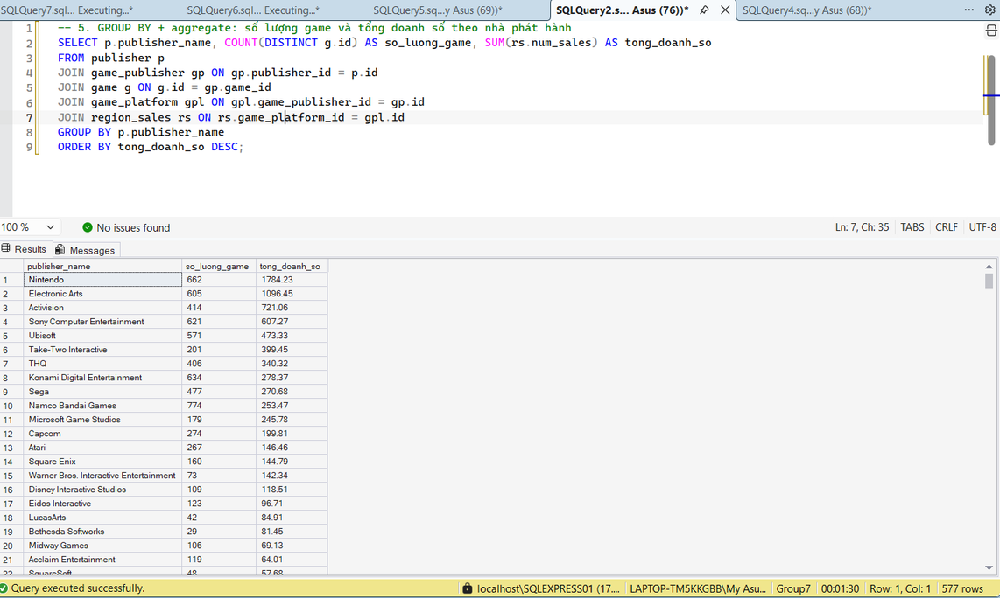 SQLQuery7.sql... Executing...* SQLQuery6.sql... Executing...* SQLQuery5.sq...y Asus (69))* SQLQuery2.s... Asus (76))* SQLQuery4.sq...y Asus (68))*
1 -- 5. GROUP BY + aggregate: số lượng game và tổng doanh số theo nhà phát hành
2 SELECT p.publisher_name, COUNT(DISTINCT g.id) AS so_luong_game, SUM(rs.num_sales) AS tong_doanh_so
3 FROM publisher p
4 JOIN game_publisher gp ON gp.publisher_id = p.id
5 JOIN game g ON g.id = gp.game_id
6 JOIN game_platform gpl ON gpl.game_publisher_id = gp.id
7 JOIN region_sales rs ON rs.game_platform_id = gpl.id
8 GROUP BY p.publisher_name
9 ORDER BY tong_doanh_so DESC;
100 % No issues found Ln: 7, Ch: 35 TABS CRLF UTF-8
Results Messages
publisher_name so_luong_game tong_doanh_so
1 Nintendo 662 1784.23
2 Electronic Arts 605 1096.45
3 Activision 414 721.06
4 Sony Computer Entertainment 621 607.27
5 Ubisoft 571 473.33
6 Take-Two Interactive 201 399.45
7 THQ 406 340.32
8 Konami Digital Entertainment 634 278.37
9 Sega 477 270.68
10 Namco Bandai Games 774 253.47
11 Microsoft Game Studios 179 245.78
12 Capcom 274 199.81
13 Atari 267 146.46
14 Square Enix 160 144.79
15 Warner Bros. Interactive Entertainment 73 142.34
16 Disney Interactive Studios 109 118.51
17 Eidos Interactive 123 96.71
18 LucasArts 42 84.91
19 Bethesda Softworks 29 81.45
20 Midway Games 106 69.13
21 Acclaim Entertainment 119 64.01
22 SquareSoft 48 57.68
Query executed successfully. localhost\SQLEXPRESS01 (17.... LAPTOP-TM5KKGBB\My Asu... Group7 00:01:30 Row: 1, Col: 1 577 rows